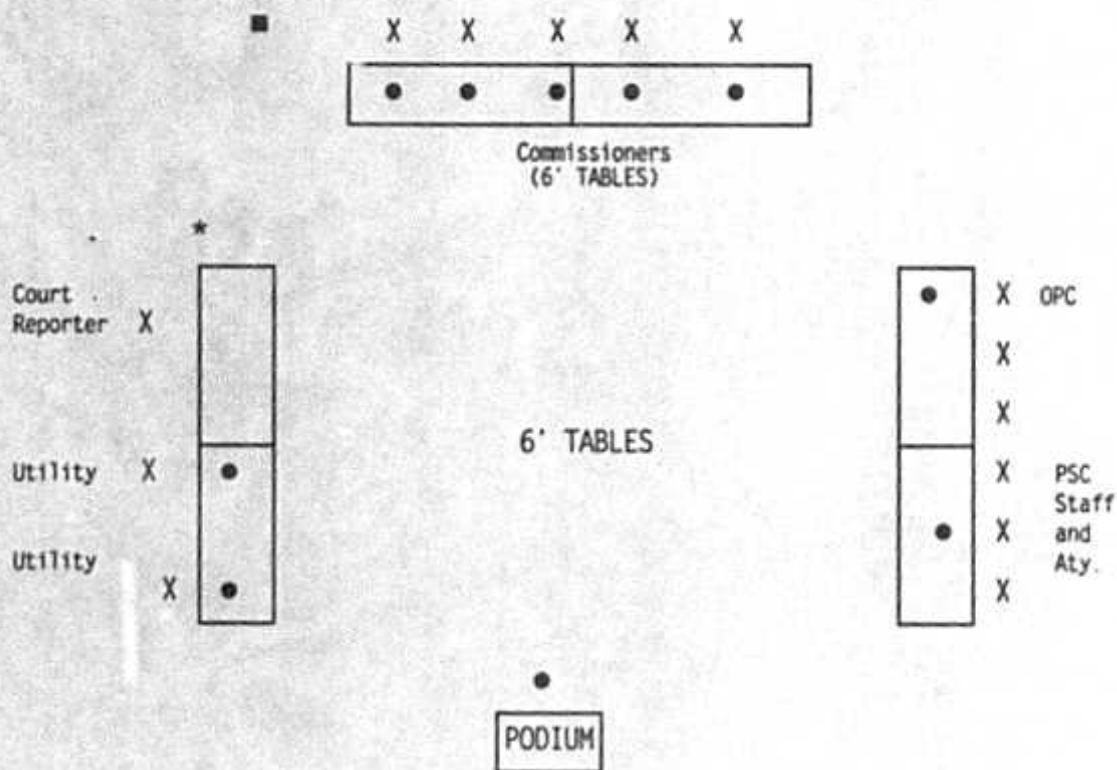 ■ X X X X X
● ● ● ● ●
Commissioners
(6' TABLES)
*
Court
Reporter X
● X OPC
X
X
6' TABLES
Utility X ●
X PSC
Staff
● X and
Aty.
Utility
X ●
X
●
PODIUM